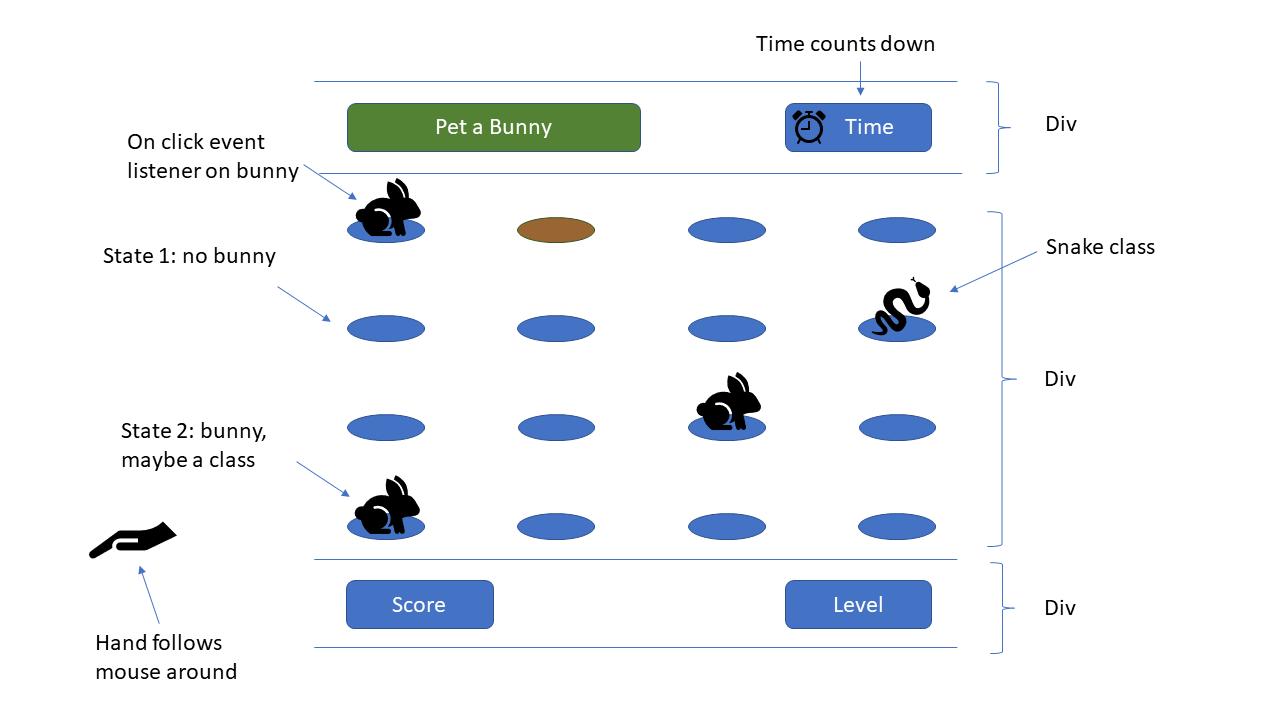 Time counts down
Pet a Bunny
Time
Div
On click event
listener on bunny
State 1: no bunny
Snake class
Div
State 2: bunny,
maybe a class
Score
Level
Div
Hand follows
mouse around